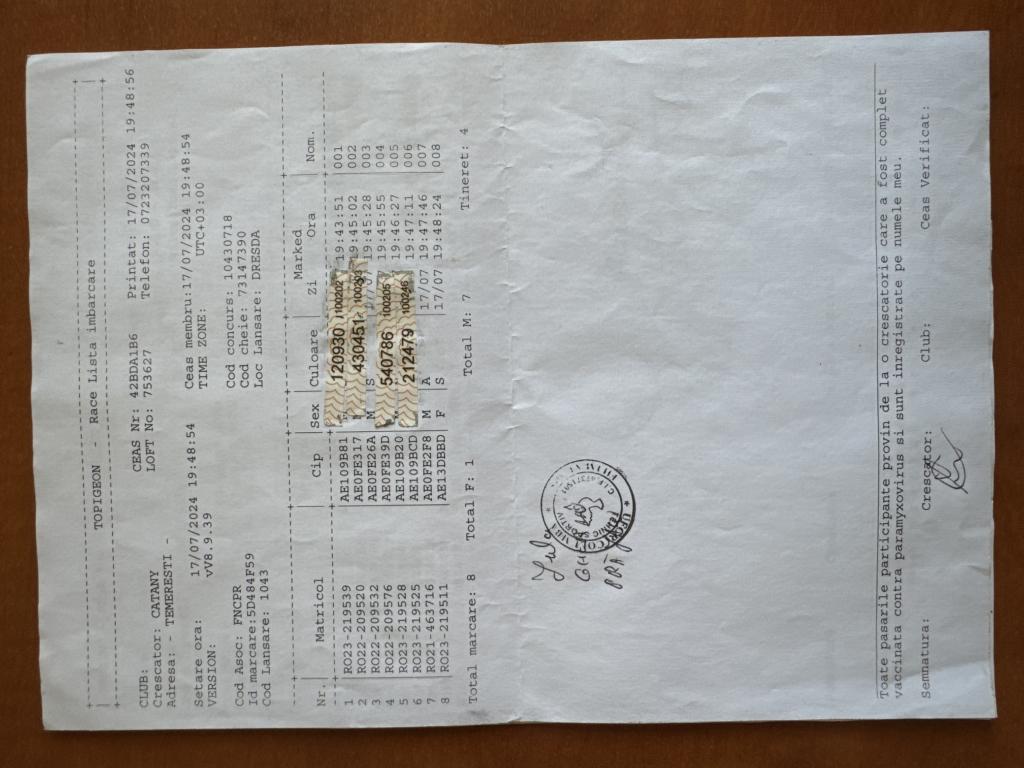 TOPIGEON - Race Lista imbarcare
CLUB:
Crescator: CATANY
Adresa: - TEMERESTI -
CEAS Nr: 42BDA1B6 Printat: 17/07/2024 19:48:56
LOFT No: 753627 Telefon: 0723207339
Setare ora: 17/07/2024 19:48:54 Ceas membru:17/07/2024 19:48:54
VERSION: vV8.9.39 TIME ZONE: UTC+03:00
Cod Asoc: FNCPR Cod concurs: 10430718
Id marcare:5D484F59 Cod cheie: 73147390
Cod Lansare: 1043 Loc Lansare: DRESDA
Marked
Nr. Matricol Cip Sex Culoare Zi Ora Nom.
1 RO23-219539 AE109B81 120930 100202 19:43:51 001
2 RO22-209520 AE0FE317 430451 19:45:02 002
3 RO22-209532 AE0FE26A M S 19:45:28 003
4 RO22-209576 AE0FE39D 540786 100205 19:45:55 004
5 RO23-219528 AE109B20 19:46:27 005
6 RO23-219525 AE109BCD 212479 100246 19:47:11 006
7 RO21-463716 AE0FE2F8 M A 17/07 19:47:46 007
8 RO23-219511 AE13DBBD F S 17/07 19:48:24 008
Total marcare: 8 Total F: 1 Total M: 7 Tineret: 4
Toate pasarile participante provin de la o crescatorie care a fost complet
vaccinata contra paramyxovirus si sunt inregistrate pe numele meu.
Semnatura: Crescator: Club: Ceas Verificat: